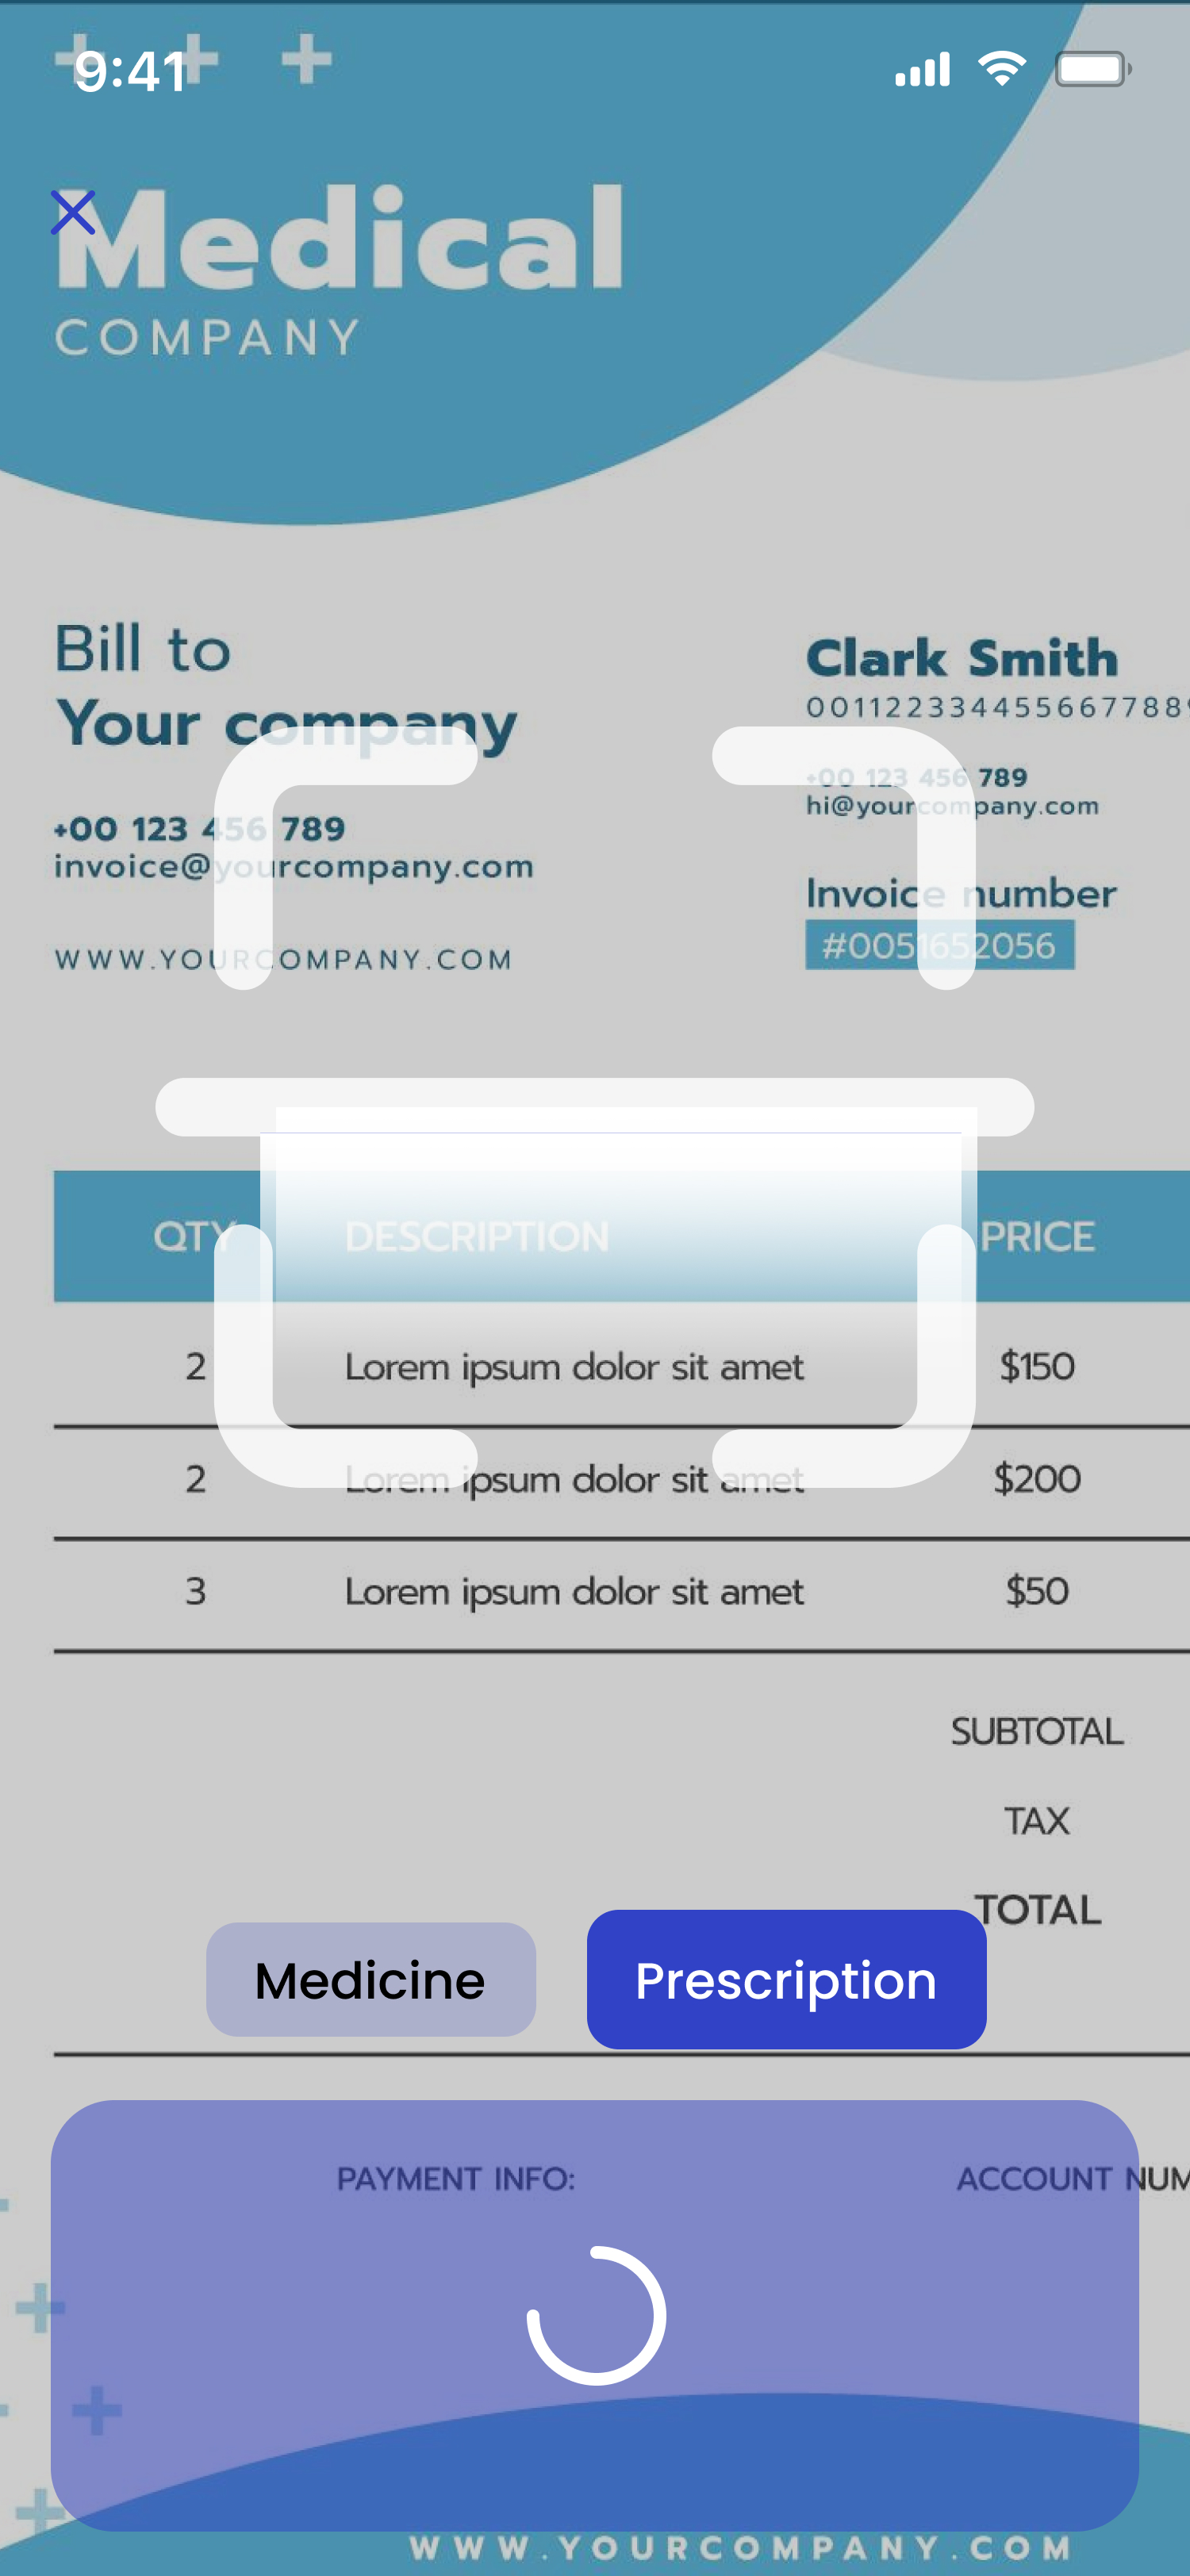 9:41
Medical
COMPANY
Bill to
Your company
+00 123 456 789
invoice@yourcompany.com
WWW.YOURCOMPANY.COM
Clark Smith
00112233445566778899
+00 123 456 789
hi@yourcompany.com
Invoice number
#0051652056
QTY DESCRIPTION PRICE
2 Lorem ipsum dolor sit amet $150
2 Lorem ipsum dolor sit amet $200
3 Lorem ipsum dolor sit amet $50
SUBTOTAL
TAX
TOTAL
Medicine Prescription
PAYMENT INFO: ACCOUNT NUM
WWW.YOURCOMPANY.COM